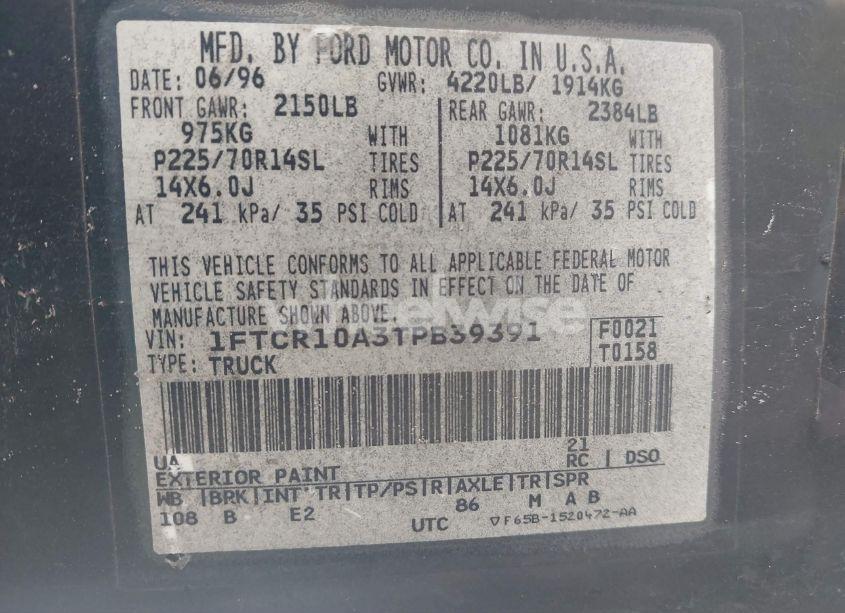 MFD. BY FORD MOTOR CO. IN U.S.A.
DATE: 06/96 GVWR: 4220LB/ 1914KG
FRONT GAWR: 2150LB REAR GAWR: 2384LB
975KG WITH 1081KG WITH
P225/70R14SL TIRES P225/70R14SL TIRES
14X6.0J RIMS 14X6.0J RIMS
AT 241 kPa/ 35 PSI COLD AT 241 kPa/ 35 PSI COLD
THIS VEHICLE CONFORMS TO ALL APPLICABLE FEDERAL MOTOR
VEHICLE SAFETY STANDARDS IN EFFECT ON THE DATE OF
MANUFACTURE SHOWN ABOVE.
VIN: 1FTCR10A3TPB39391 F0021
TYPE: TRUCK T0158
UA 21
EXTERIOR PAINT RC DSO
WB BRK INT TR TP/PS R AXLE TR SPR
108 B E2 86 M A B
UTC ▽F65B-1520472-AA